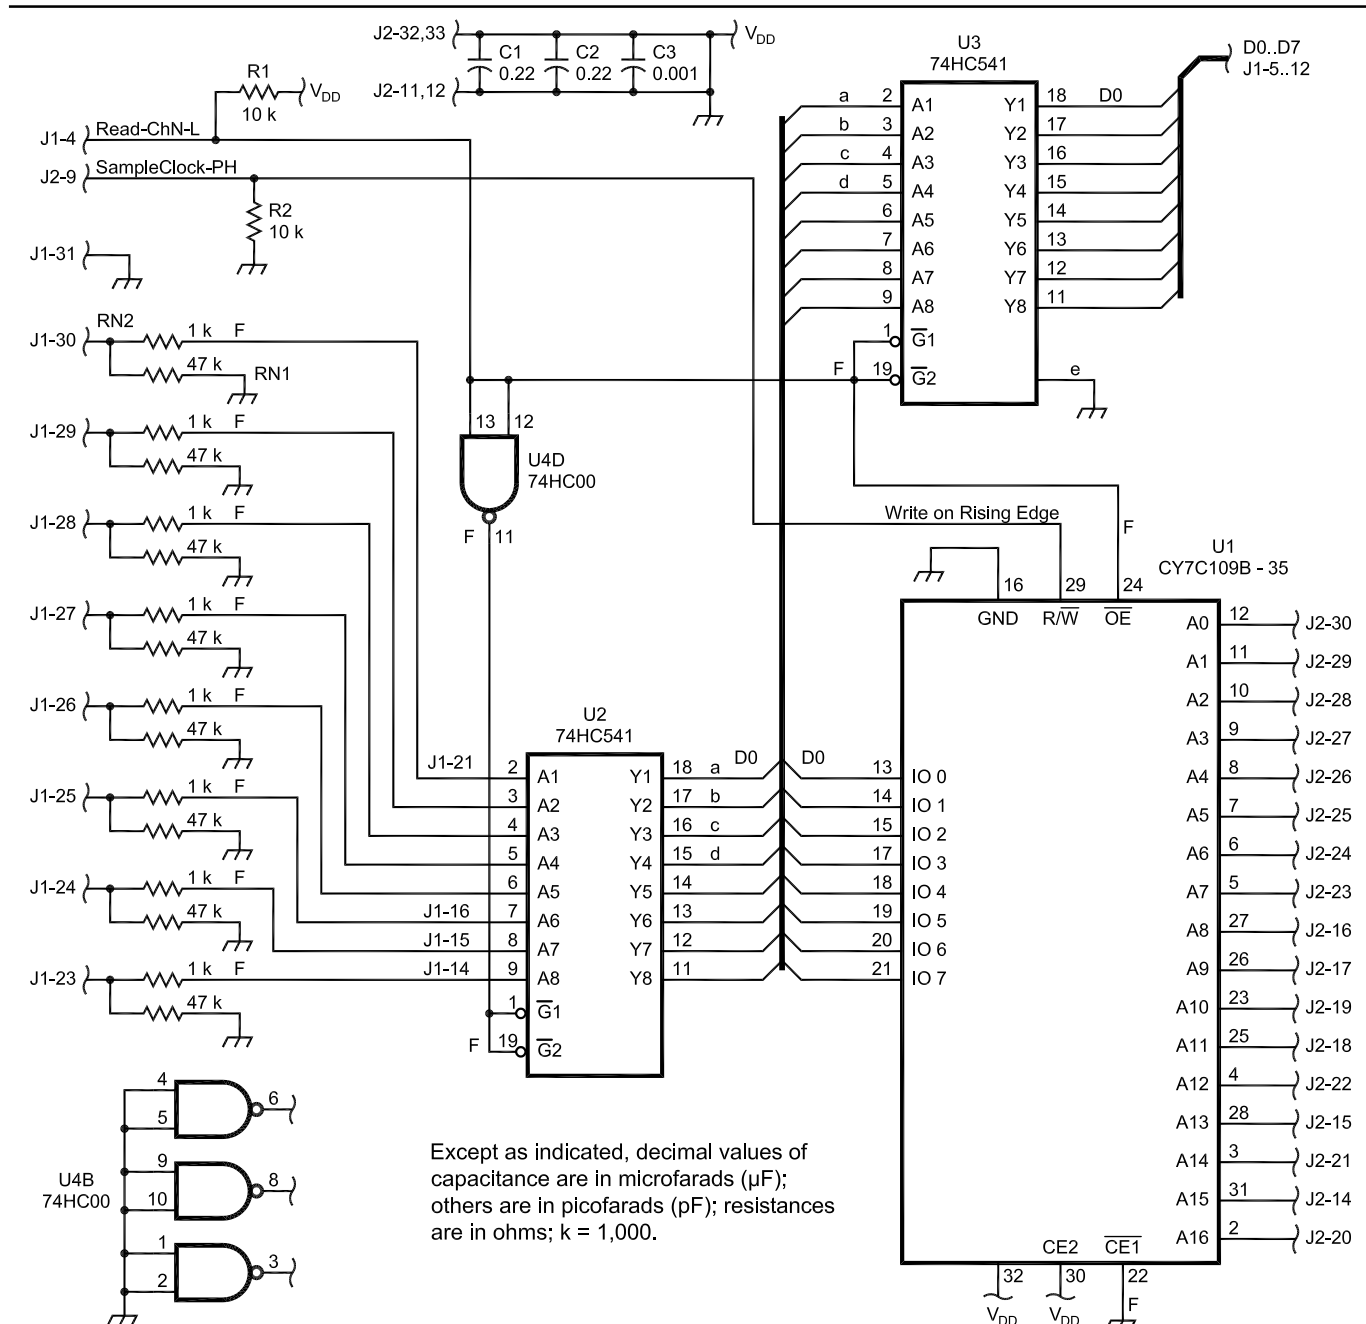 J2-32,33
C1
0.22
C2
0.22
C3
0.001
VDD
J2-11,12
R1
10 k
VDD
J1-4
Read-ChN-L
J2-9
SampleClock-PH
R2
10 k
J1-31
U3
74HC541
D0..D7
J1-5..12
a 2 A1 Y1 18 D0
b 3 A2 Y2 17
c 4 A3 Y3 16
d 5 A4 Y4 15
6 A5 Y5 14
7 A6 Y6 13
8 A7 Y7 12
9 A8 Y8 11
1 G1
F 19 G2 e
RN2
J1-30 1 k F
47 k RN1
J1-29 1 k F
47 k
J1-28 1 k F
47 k
J1-27 1 k F
47 k
J1-26 1 k F
47 k
J1-25 1 k F
47 k
J1-24 1 k F
47 k
J1-23 1 k F
47 k
13 12
U4D
74HC00
F 11
Write on Rising Edge
F
U1
CY7C109B - 35
16 29 24
GND R/W OE
U2
74HC541
J1-21 2 A1 Y1 18 a D0
3 A2 Y2 17 b
4 A3 Y3 16 c
5 A4 Y4 15 d
6 A5 Y5 14
J1-16 7 A6 Y6 13
J1-15 8 A7 Y7 12
J1-14 9 A8 Y8 11
1 G1
F 19 G2
D0 13 IO 0
14 IO 1
15 IO 2
17 IO 3
18 IO 4
19 IO 5
20 IO 6
21 IO 7
A0 12 J2-30
A1 11 J2-29
A2 10 J2-28
A3 9 J2-27
A4 8 J2-26
A5 7 J2-25
A6 6 J2-24
A7 5 J2-23
A8 27 J2-16
A9 26 J2-17
A10 23 J2-19
A11 25 J2-18
A12 4 J2-22
A13 28 J2-15
A14 3 J2-21
A15 31 J2-14
A16 2 J2-20
CE2 CE1
32 30 22
VDD VDD F
4
5
6
U4B
74HC00
9
10
8
1
2
3
Except as indicated, decimal values of
capacitance are in microfarads (µF);
others are in picofarads (pF); resistances
are in ohms; k = 1,000.